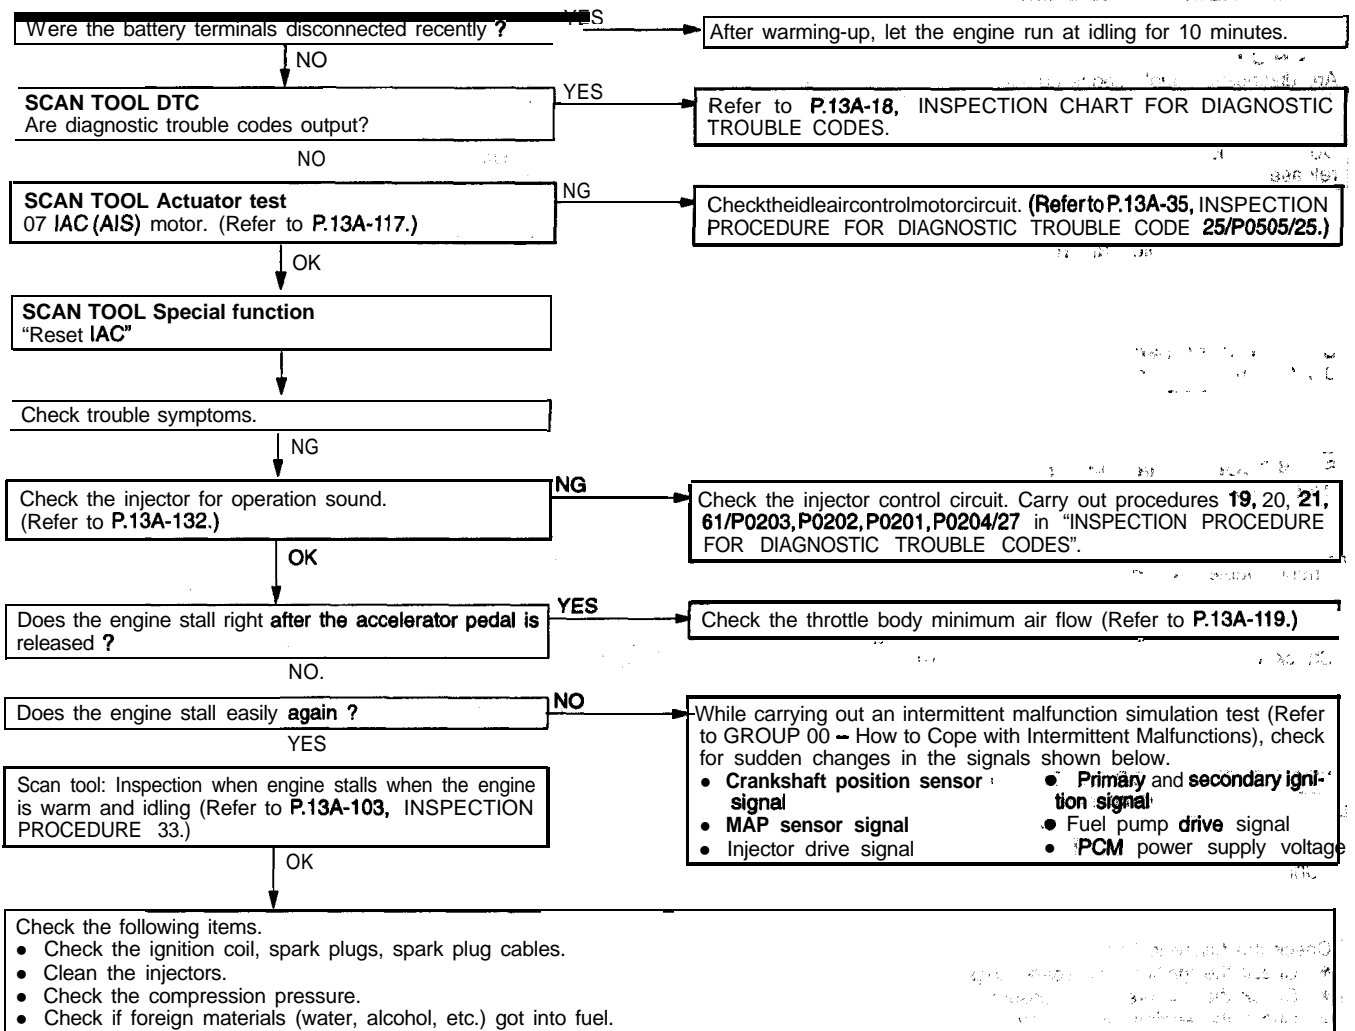 Were the battery terminals disconnected recently ?
YES
After warming-up, let the engine run at idling for 10 minutes.
NO
SCAN TOOL DTC
Are diagnostic trouble codes output?
YES
Refer to P.13A-18, INSPECTION CHART FOR DIAGNOSTIC
TROUBLE CODES.
NO
SCAN TOOL Actuator test
07 IAC (AIS) motor. (Refer to P.13A-117.)
NG
Checktheidleaircontrolmotorcircuit. (RefertoP.13A-35, INSPECTION
PROCEDURE FOR DIAGNOSTIC TROUBLE CODE 25/P0505/25.)
OK
SCAN TOOL Special function
“Reset IAC”
Check trouble symptoms.
NG
Check the injector for operation sound.
(Refer to P.13A-132.)
NG
Check the injector control circuit. Carry out procedures 19, 20, 21,
61/P0203, P0202, P0201, P0204/27 in “INSPECTION PROCEDURE
FOR DIAGNOSTIC TROUBLE CODES”.
OK
Does the engine stall right after the accelerator pedal is
released ?
YES
Check the throttle body minimum air flow (Refer to P.13A-119.)
NO.
Does the engine stall easily again ?
NO
While carrying out an intermittent malfunction simulation test (Refer
to GROUP 00 – How to Cope with Intermittent Malfunctions), check
for sudden changes in the signals shown below.
● Crankshaft position sensor
signal
● MAP sensor signal
● Injector drive signal
● Primary and secondary igni-
tion signal
● Fuel pump drive signal
● PCM power supply voltage
YES
Scan tool: Inspection when engine stalls when the engine
is warm and idling (Refer to P.13A-103, INSPECTION
PROCEDURE 33.)
OK
Check the following items.
● Check the ignition coil, spark plugs, spark plug cables.
● Clean the injectors.
● Check the compression pressure.
● Check if foreign materials (water, alcohol, etc.) got into fuel.